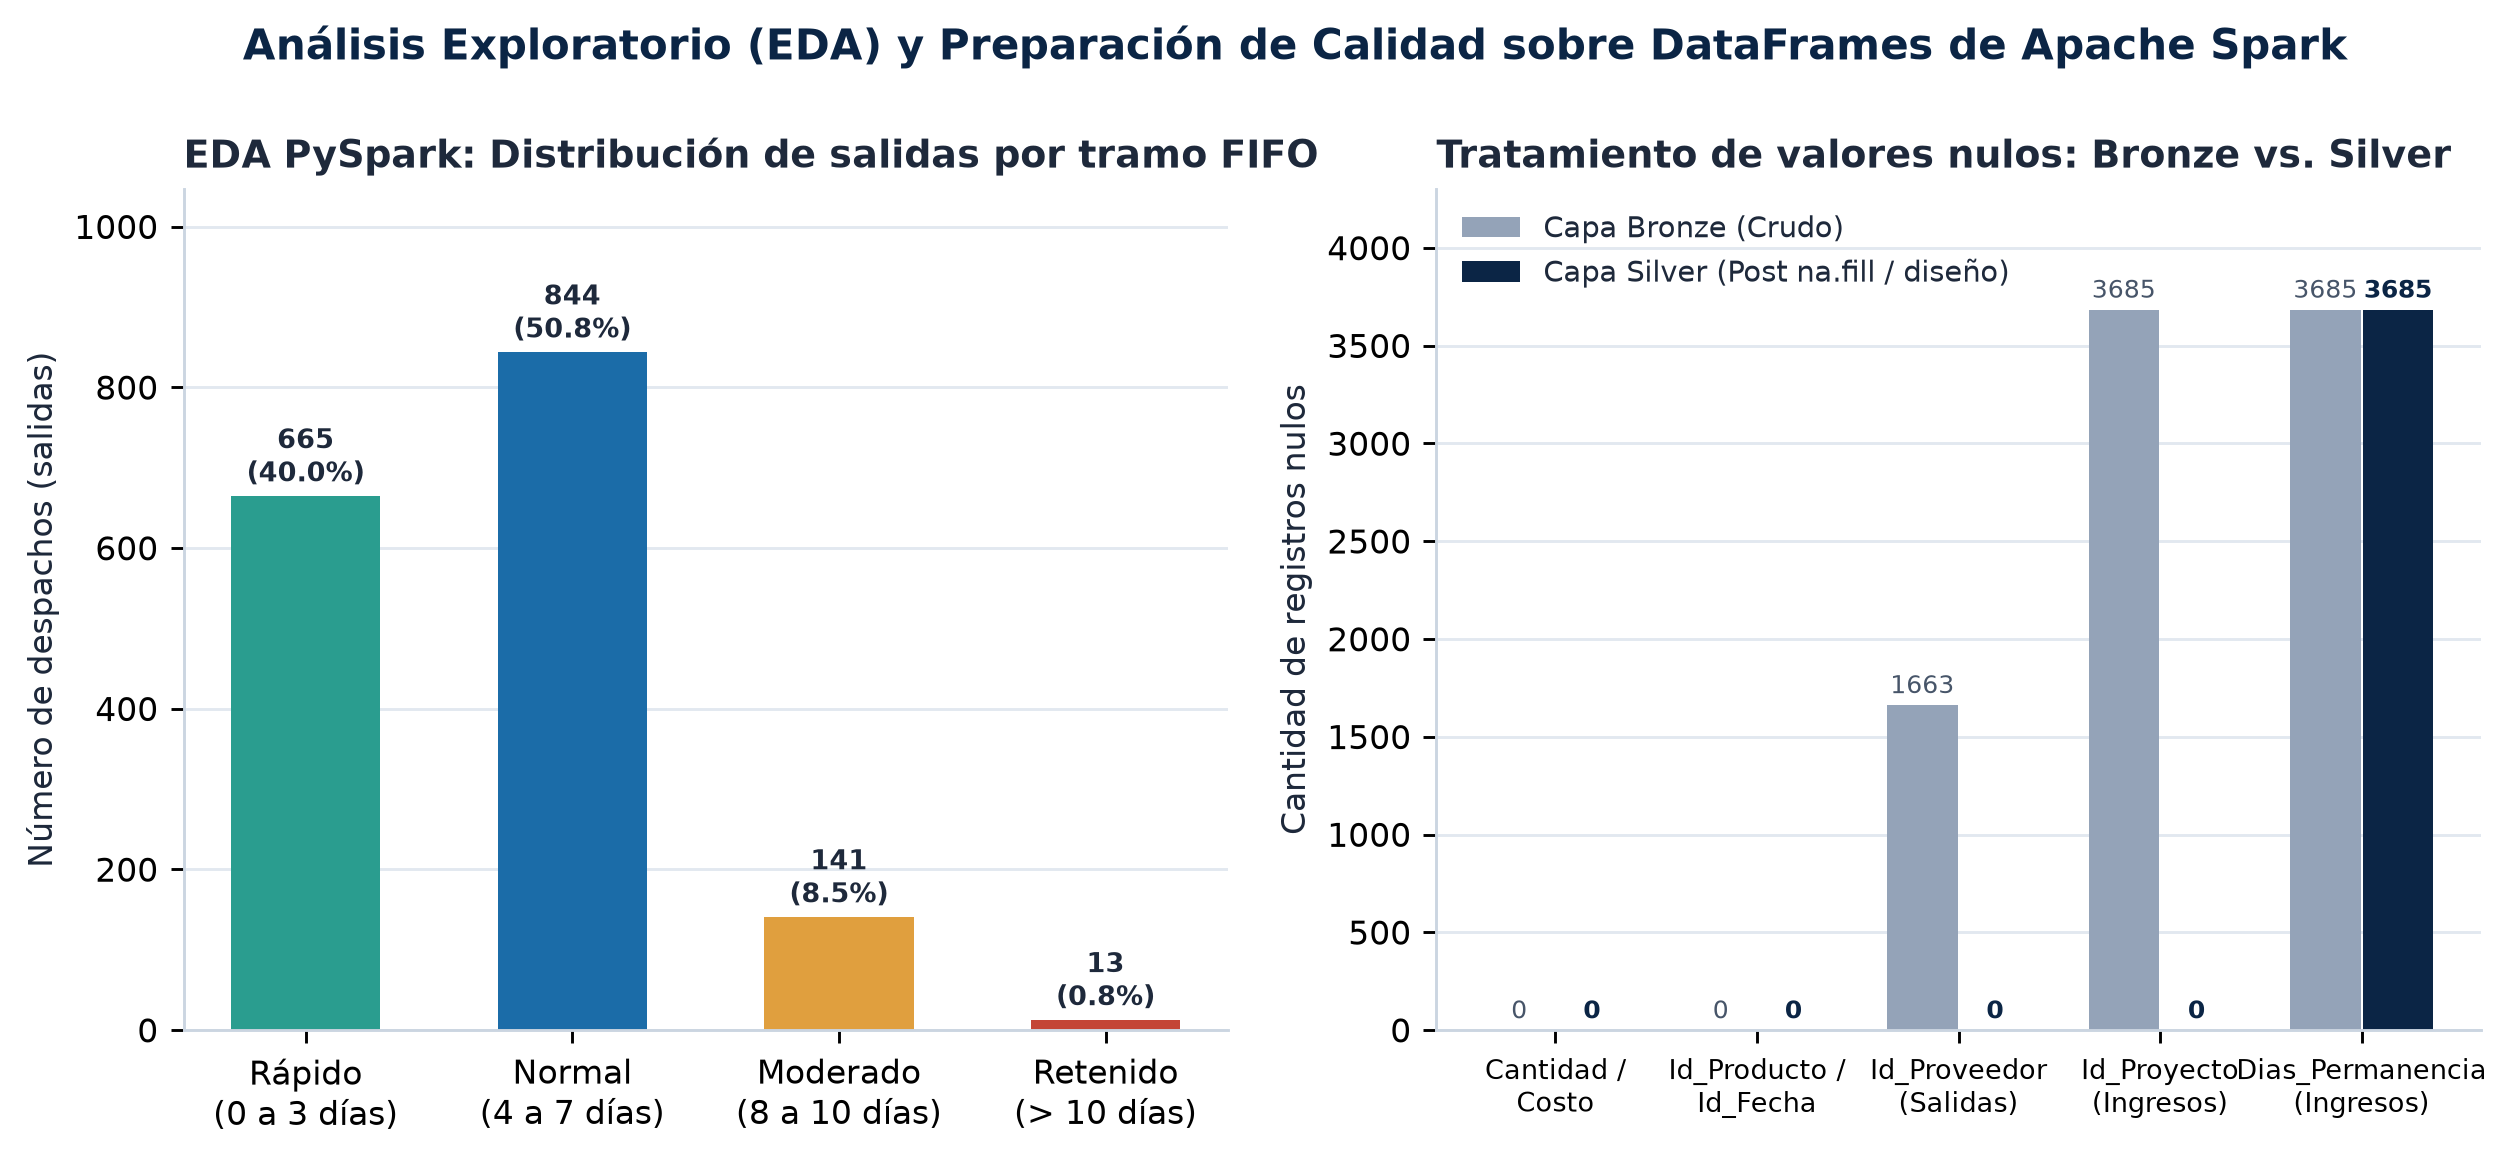 Análisis Exploratorio (EDA) y Preparación de Calidad sobre DataFrames de Apache Spark
EDA PySpark: Distribución de salidas por tramo FIFO
Número de despachos (salidas)
1000
800
600
400
200
0
665
(40.0%)
844
(50.8%)
141
(8.5%)
13
(0.8%)
Rápido
(0 a 3 días)
Normal
(4 a 7 días)
Moderado
(8 a 10 días)
Retenido
(> 10 días)
Tratamiento de valores nulos: Bronze vs. Silver
Capa Bronze (Crudo)
Capa Silver (Post na.fill / diseño)
Cantidad de registros nulos
4000
3500
3000
2500
2000
1500
1000
500
0
0
0
0
0
1663
0
3685
0
3685
3685
Cantidad /
Costo
Id_Producto /
Id_Fecha
Id_Proveedor
(Salidas)
Id_Proyecto
(Ingresos)
Dias_Permanencia
(Ingresos)